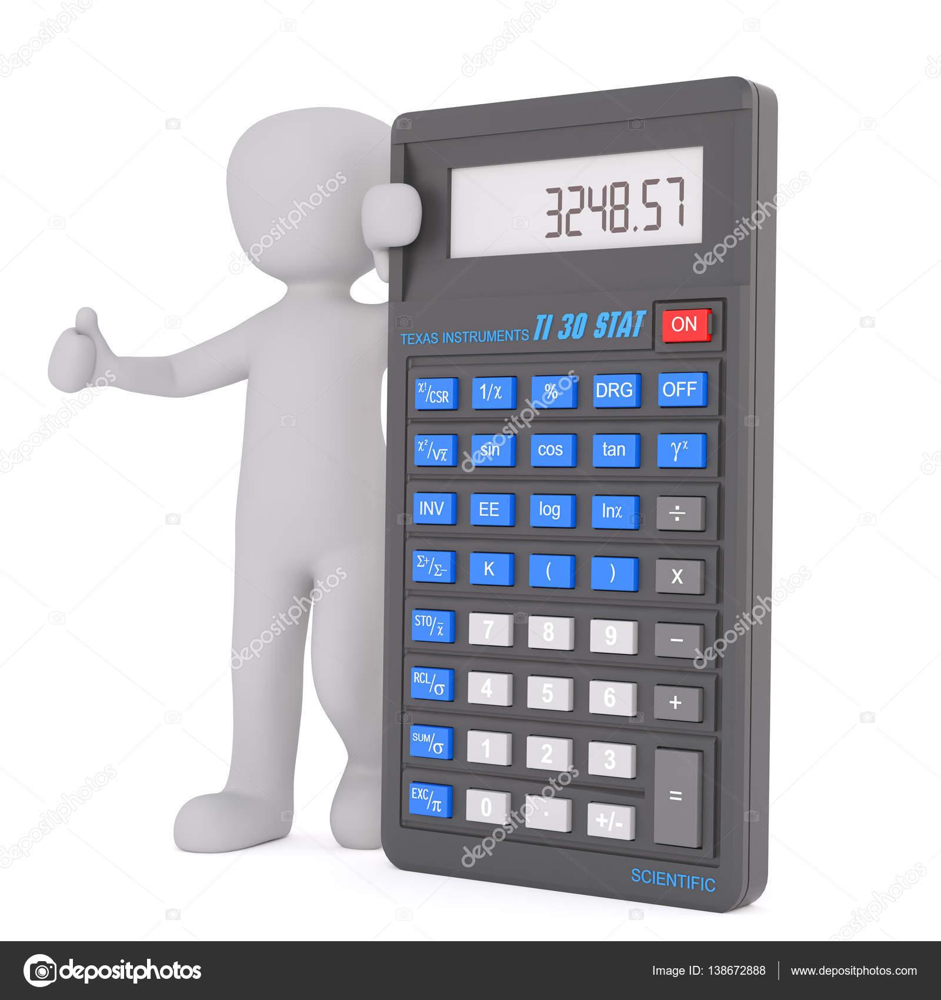 3248.57
TEXAS INSTRUMENTS TI 30 STAT ON
x!/CSR 1/x % DRG OFF
x²/√x sin cos tan yˣ
INV EE log lnx ÷
Σ+/Σ− K ( ) x
STO/x̄ 7 8 9 −
RCL/σ 4 5 6 +
SUM/σ 1 2 3
EXC/π 0 . +/- =
SCIENTIFIC
depositphotos
Image ID: 138672888 www.depositphotos.com